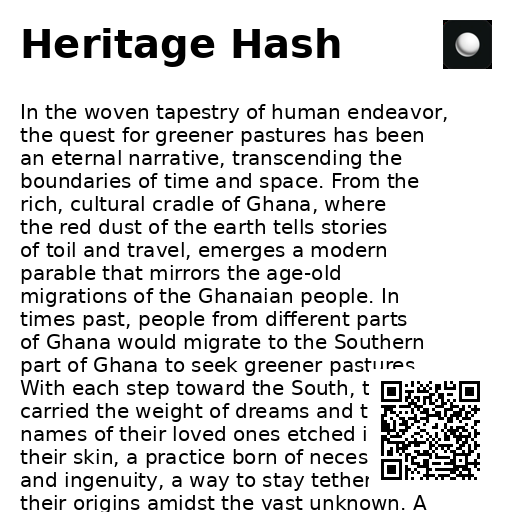 Heritage Hash
In the woven tapestry of human endeavor,
the quest for greener pastures has been
an eternal narrative, transcending the
boundaries of time and space. From the
rich, cultural cradle of Ghana, where
the red dust of the earth tells stories
of toil and travel, emerges a modern
parable that mirrors the age-old
migrations of the Ghanaian people. In
times past, people from different parts
of Ghana would migrate to the Southern
part of Ghana to seek greener pastures.
With each step toward the South,
carried the weight of dreams and
names of their loved ones etched
their skin, a practice born of
and ingenuity, a way to stay
their origins amidst the vast unknown. A